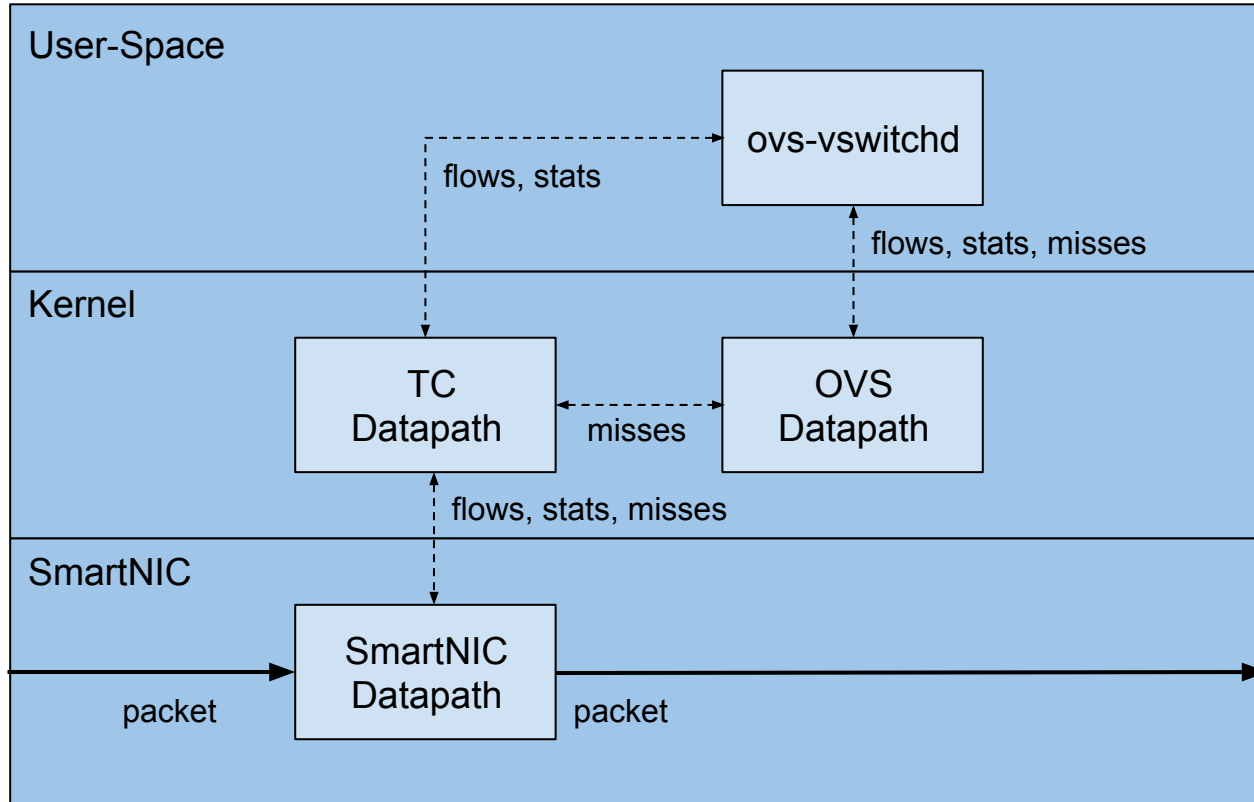 User-Space
ovs-vswitchd
flows, stats
flows, stats, misses
Kernel
TC
Datapath
OVS
Datapath
misses
flows, stats, misses
SmartNIC
SmartNIC
Datapath
packet
packet